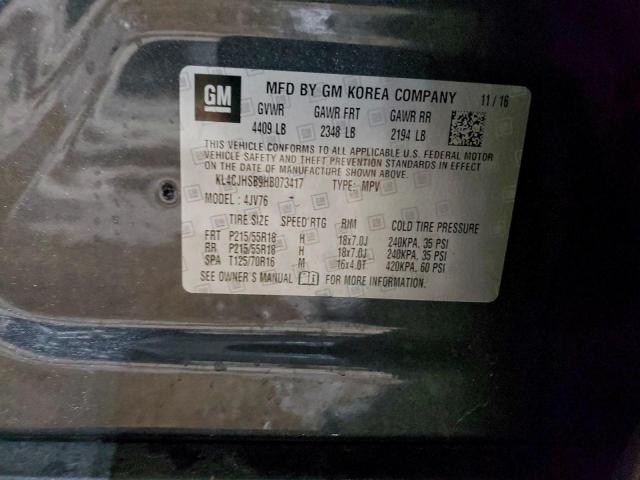 GM
MFD BY GM KOREA COMPANY 11/16
GVWR GAWR FRT GAWR RR
4409 LB 2348 LB 2194 LB
THIS VEHICLE CONFORMS TO ALL APPLICABLE U.S. FEDERAL MOTOR
VEHICLE SAFETY AND THEFT PREVENTION STANDARDS IN EFFECT
ON THE DATE OF MANUFACTURE SHOWN ABOVE.
KL4CJHSB9HB073417 TYPE: MPV
MODEL: 4JV76
TIRE SIZE SPEED RTG RIM COLD TIRE PRESSURE
FRT P215/55R18 H 18x7.0J 240KPA, 35 PSI
RR P215/55R18 H 18x7.0J 240KPA, 35 PSI
SPA T125/70R16 M 16x4.0T 420KPA, 60 PSI
SEE OWNER'S MANUAL FOR MORE INFORMATION.